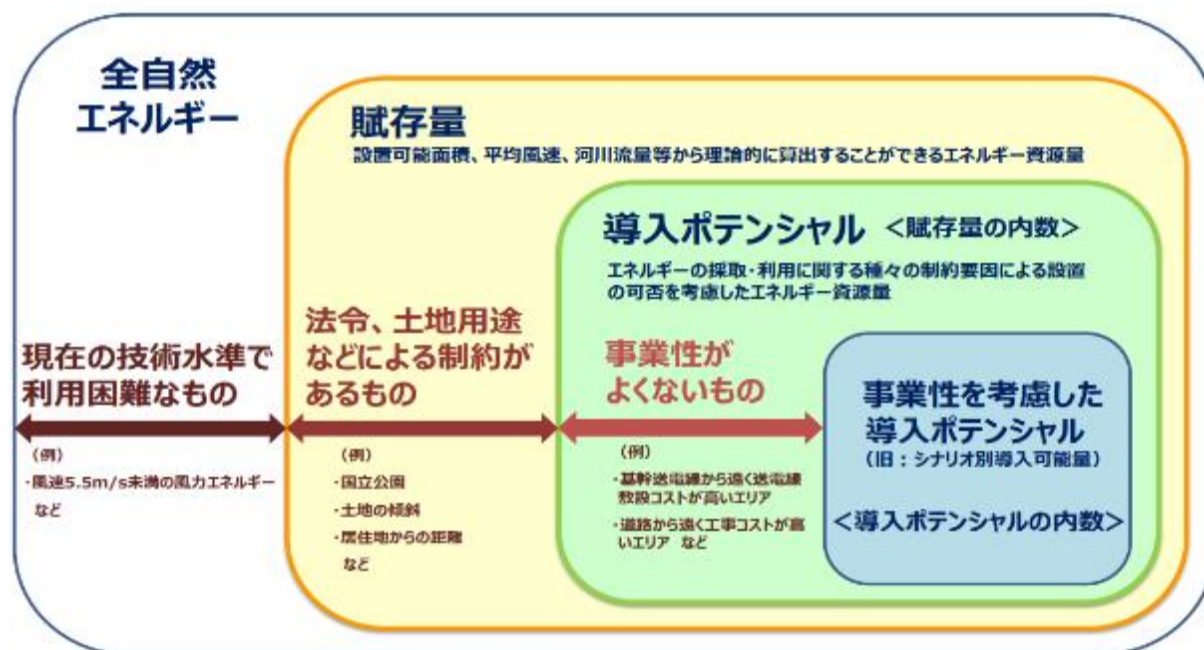 全自然
エネルギー
賦存量
設置可能面積、平均風速、河川流量等から理論的に算出することができるエネルギー資源量
導入ポテンシャル <賦存量の内数>
エネルギーの採取・利用に関する種々の制約要因による設置
の可否を考慮したエネルギー資源量
現在の技術水準で
利用困難なもの
(例)
・風速5.5m/s未満の風力エネルギー
など
法令、土地用途
などによる制約が
あるもの
(例)
・国立公園
・土地の傾斜
・居住地からの距離
など
事業性が
よくないもの
(例)
・基幹送電線から遠く送電線
敷設コストが高いエリア
・道路から遠く工事コストが高
いエリア など
事業性を考慮した
導入ポテンシャル
(旧:シナリオ別導入可能量)
<導入ポテンシャルの内数>